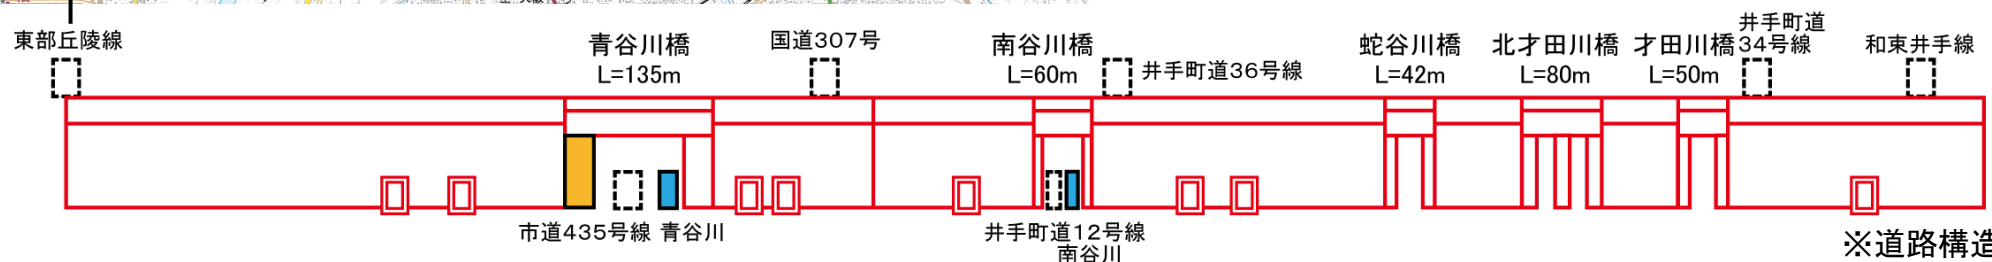 東部丘陵線
青谷川橋
L=135m
国道307号
南谷川橋
L=60m
井手町道36号線
蛇谷川橋
L=42m
北才田川橋
L=80m
才田川橋
L=50m
井手町道
34号線
和束井手線
市道435号線
青谷川
井手町道12号線
南谷川
※道路構造